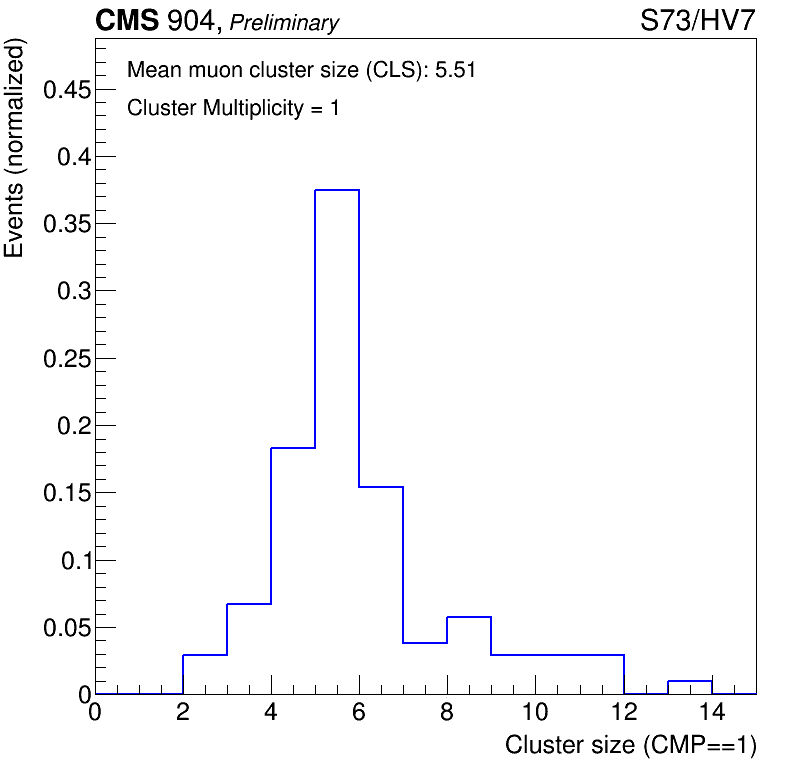 CMS 904, Preliminary S73/HV7
Mean muon cluster size (CLS): 5.51
Cluster Multiplicity = 1
Events (normalized)
0.45
0.4
0.35
0.3
0.25
0.2
0.15
0.1
0.05
0
0 2 4 6 8 10 12 14
Cluster size (CMP==1)